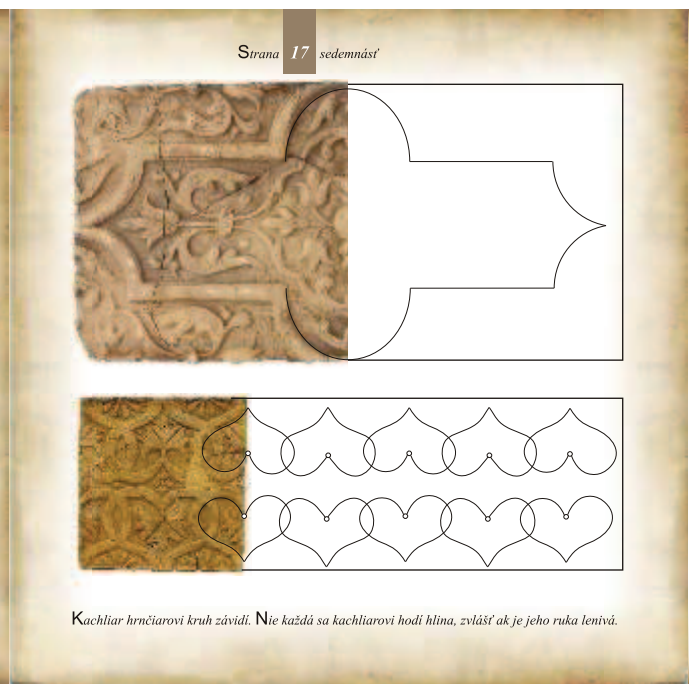 Strana 17 sedemnásť
Kachliar hrnčiarovi kruh závidí. Nie každá sa kachliarovi hodí hlina, zvlášť ak je jeho ruka lenivá.